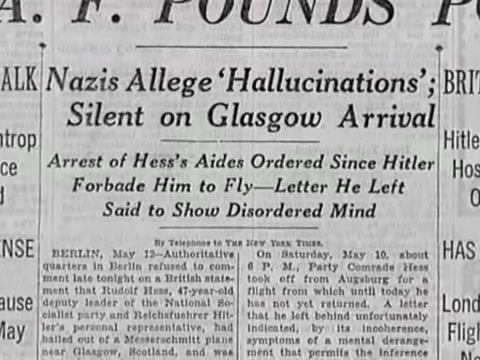 A. F. POUNDS
ALK
Nazis Allege 'Hallucinations';
Silent on Glasgow Arrival
Arrest of Hess's Aides Ordered Since Hitler
Forbade Him to Fly—Letter He Left
Said to Show Disordered Mind
By Telephone to THE NEW YORK TIMES.
BERLIN, May 12—Authoritative
quarters in Berlin refused to com-
ment late tonight on a British state-
ment that Rudolf Hess, 47-year-old
deputy leader of the National So-
cialist party and Reichsfuehrer Hit-
ler's personal representative, had
bailed out of a Messerschmitt plane
near Glasgow, Scotland, and was
On Saturday, May 10, about
6 P. M., Party Comrade Hess
took off from Augsburg for a
flight from which until today he
has not yet returned. A letter
that he left behind unfortunately
indicated, by its incoherence,
symptoms of a mental derange-
ment that permits the inference
throp
ce
d
NSE
ause
May
BRI
Hitle
Hos
O
HAS
Lond
Fligh